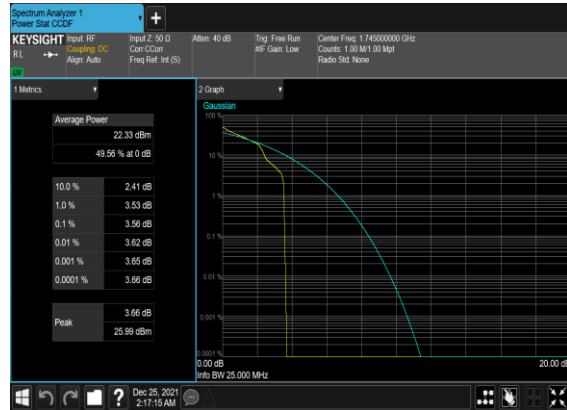 Spectrum Analyzer 1
Power Stat CCDF
+
KEYSIGHT
RL
Input: RF
Coupling: DC
Align: Auto
Input Z: 50 Ω
Corr CCorr
Freq Ref: Int (S)
Atten: 40 dB
Trig: Free Run
#IF Gain: Low
Center Freq: 1.745000000 GHz
Counts: 1.00 M/1.00 Mpt
Radio Std: None
1 Metrics
Average Power
22.33 dBm
49.56 % at 0 dB
10.0 % 2.41 dB
1.0 % 3.53 dB
0.1 % 3.56 dB
0.01 % 3.62 dB
0.001 % 3.65 dB
0.0001 % 3.66 dB
Peak
3.66 dB
25.99 dBm
2 Graph
Gaussian
100 %
10 %
1 %
0.1 %
0.01 %
0.001 %
0.0001 %
0.00 dB
20.00 dB
Info BW 25.000 MHz
?
Dec 25, 2021
2:17:15 AM